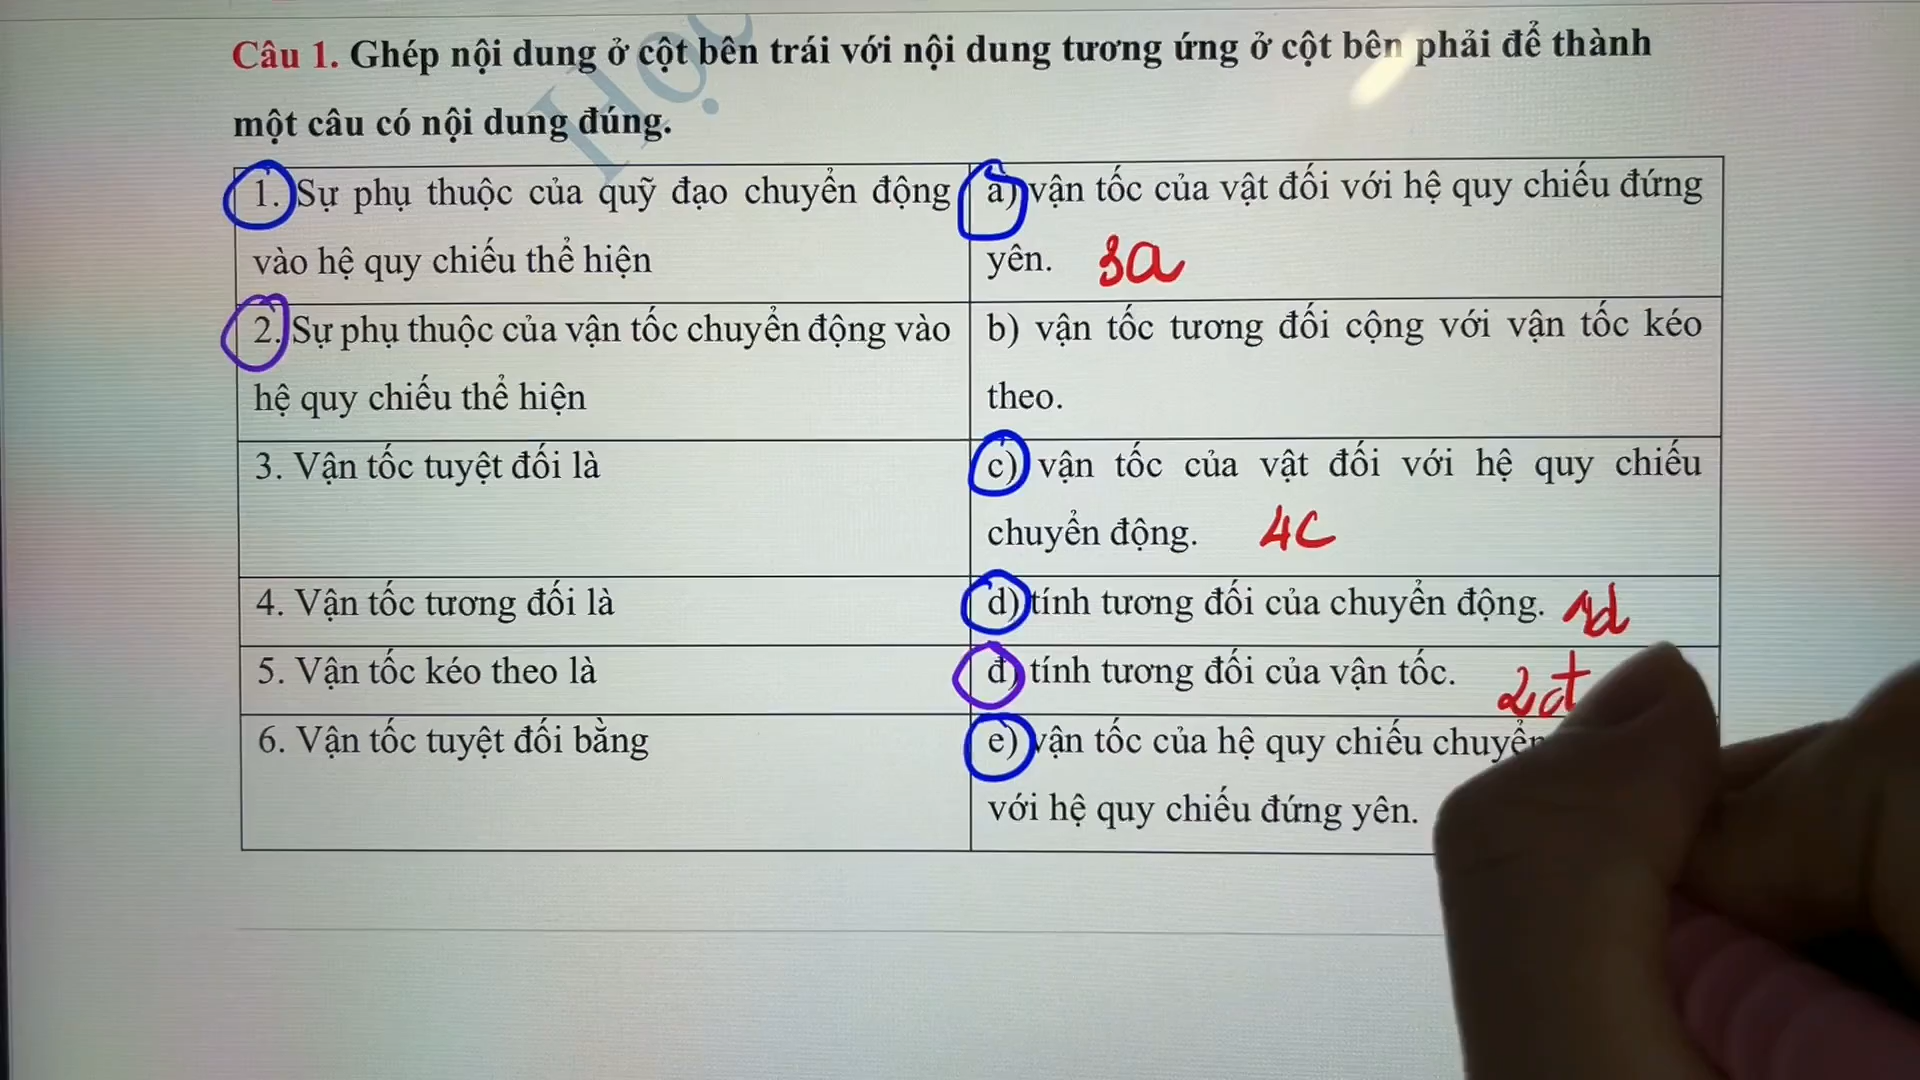 Câu 1. Ghép nội dung ở cột bên trái với nội dung tương ứng ở cột bên phải để thành
một câu có nội dung đúng.
Học
1. Sự phụ thuộc của quỹ đạo chuyển động
vào hệ quy chiếu thể hiện
a) vận tốc của vật đối với hệ quy chiếu đứng
yên. 3a
2. Sự phụ thuộc của vận tốc chuyển động vào
hệ quy chiếu thể hiện
b) vận tốc tương đối cộng với vận tốc kéo
theo.
3. Vận tốc tuyệt đối là
c) vận tốc của vật đối với hệ quy chiếu
chuyển động. 4c
4. Vận tốc tương đối là
d) tính tương đối của chuyển động. 1d
5. Vận tốc kéo theo là
đ) tính tương đối của vận tốc. 2đ
6. Vận tốc tuyệt đối bằng
e) vận tốc của hệ quy chiếu
với hệ quy chiếu đứng yên.